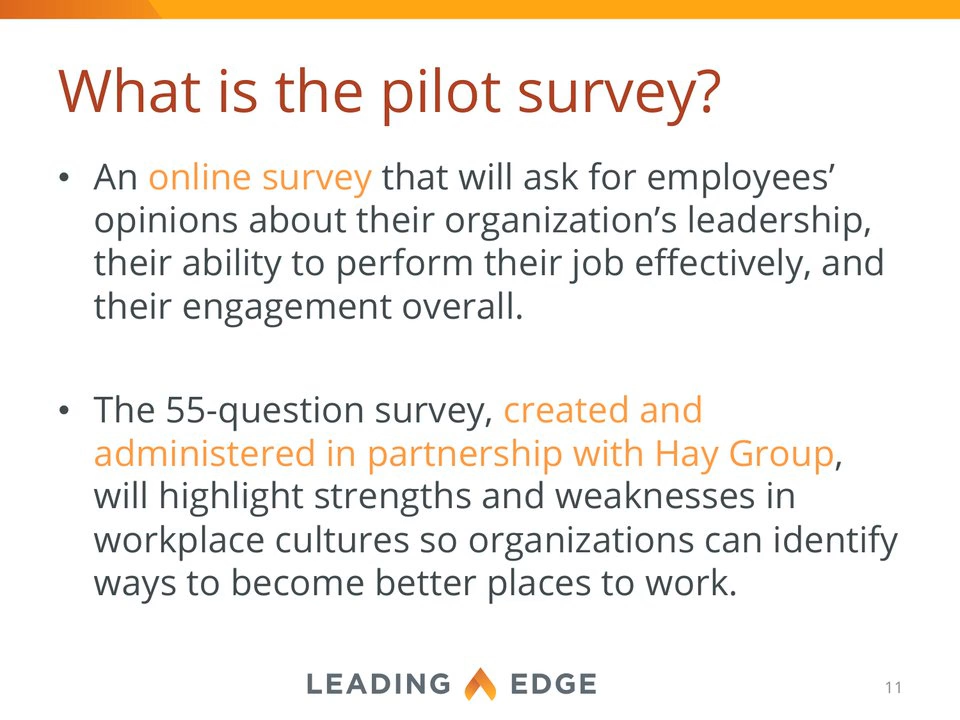 What is the pilot survey?
• An online survey that will ask for employees’
opinions about their organization’s leadership,
their ability to perform their job effectively, and
their engagement overall.
• The 55-question survey, created and
administered in partnership with Hay Group,
will highlight strengths and weaknesses in
workplace cultures so organizations can identify
ways to become better places to work.
LEADING EDGE
11